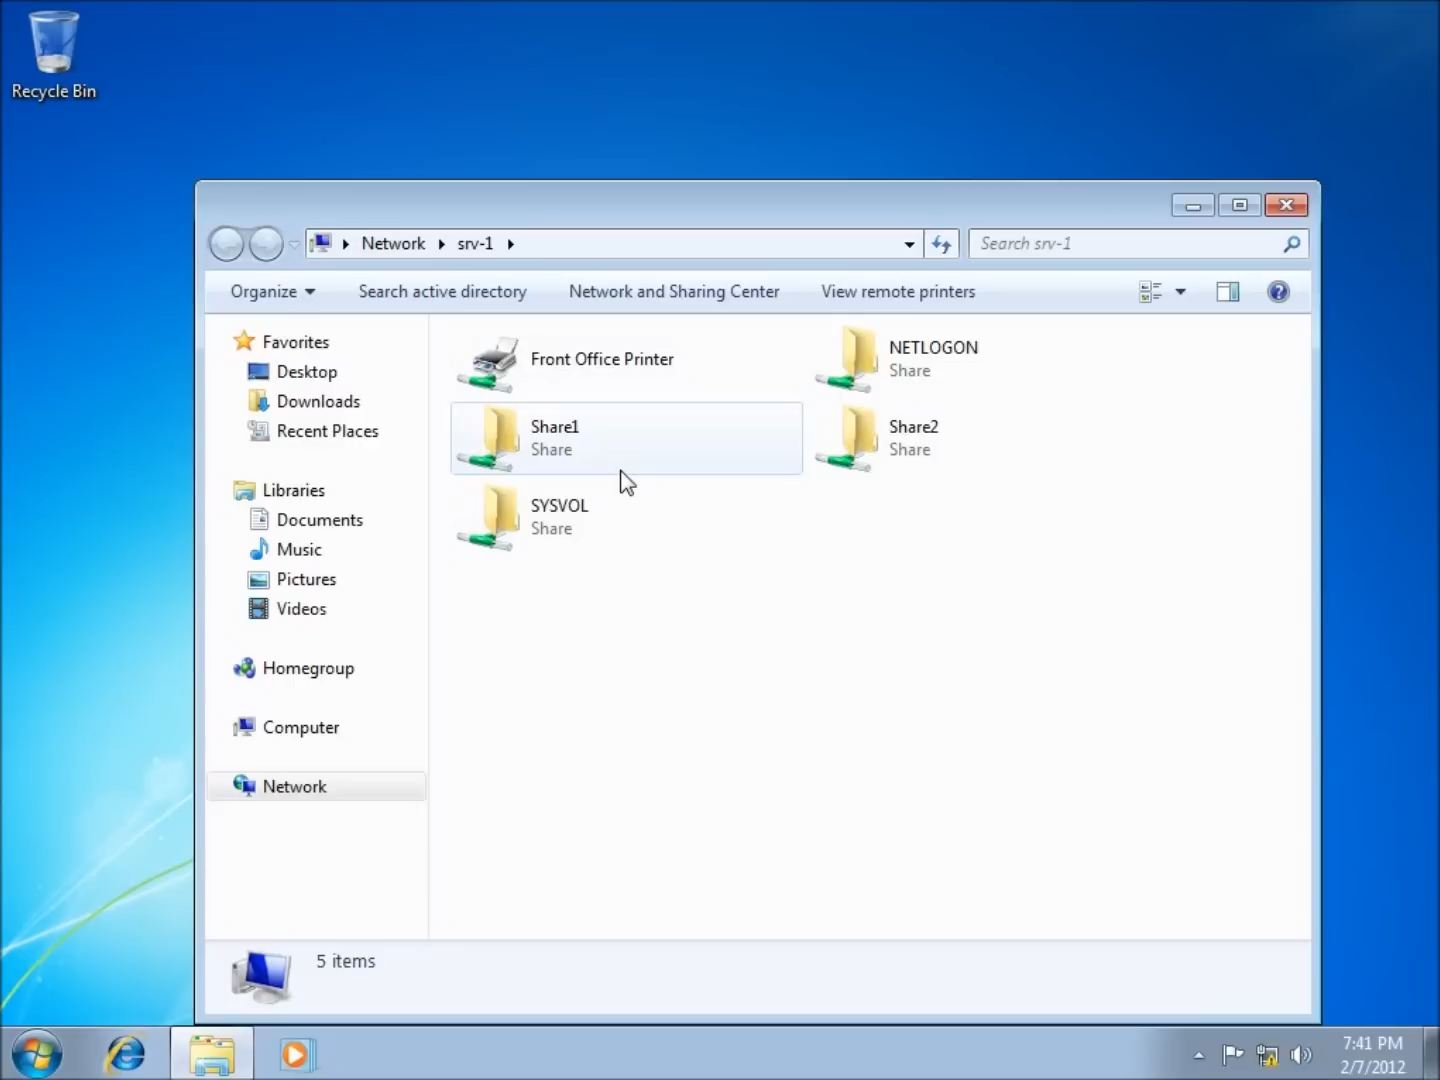 Recycle Bin
Network
srv-1
Search srv-1
Organize
Search active directory
Network and Sharing Center
View remote printers
Favorites
Desktop
Downloads
Recent Places
Libraries
Documents
Music
Pictures
Videos
Homegroup
Computer
Network
Front Office Printer
NETLOGON
Share
Share1
Share
Share2
Share
SYSVOL
Share
5 items
7:41 PM
2/7/2012